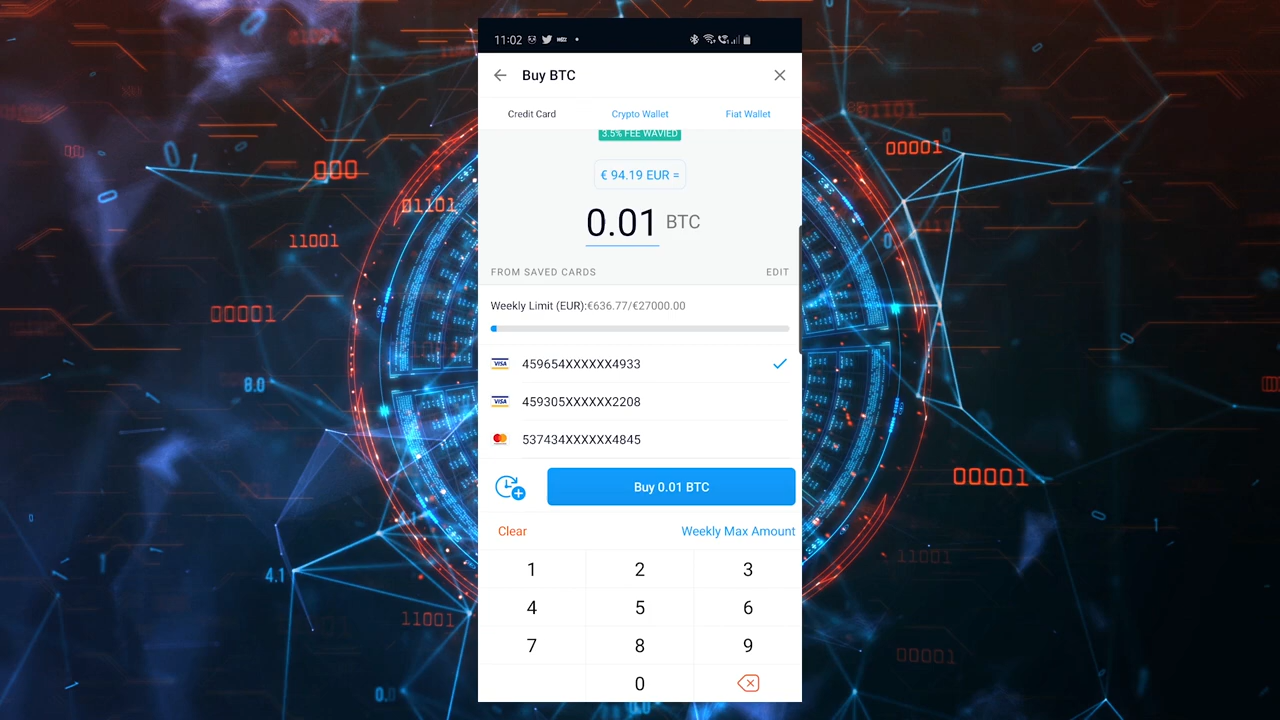 11:02
Buy BTC
Credit Card Crypto Wallet Fiat Wallet
3.5% FEE WAVIED
€ 94.19 EUR =
0.01 BTC
FROM SAVED CARDS EDIT
Weekly Limit (EUR):€636.77/€27000.00
VISA 459654XXXXXX4933
VISA 459305XXXXXX2208
537434XXXXXX4845
Buy 0.01 BTC
Clear Weekly Max Amount
1 2 3
4 5 6
7 8 9
0
000
01101
11001
00001
8.0
4.1
11001
00001
00001
11001
00001
0.0